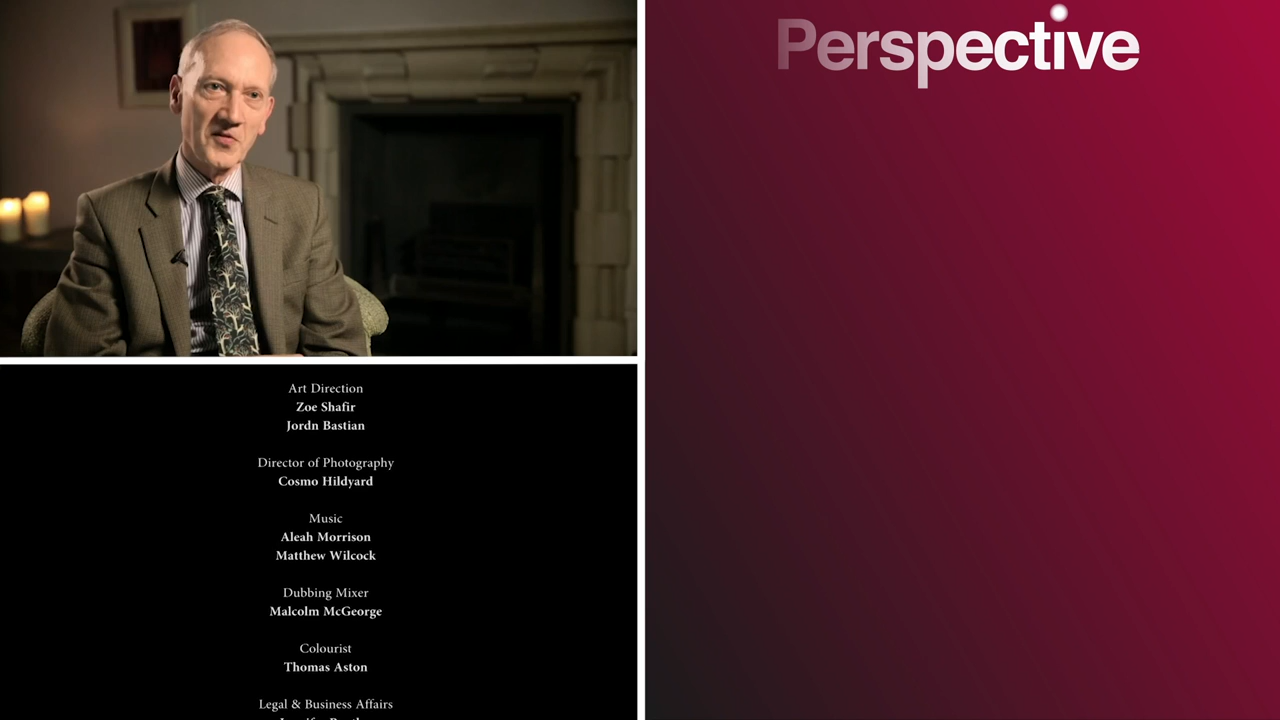 Perspective
Art Direction
Zoe Shafir
Jordn Bastian
Director of Photography
Cosmo Hildyard
Music
Aleah Morrison
Matthew Wilcock
Dubbing Mixer
Malcolm McGeorge
Colourist
Thomas Aston
Legal & Business Affairs